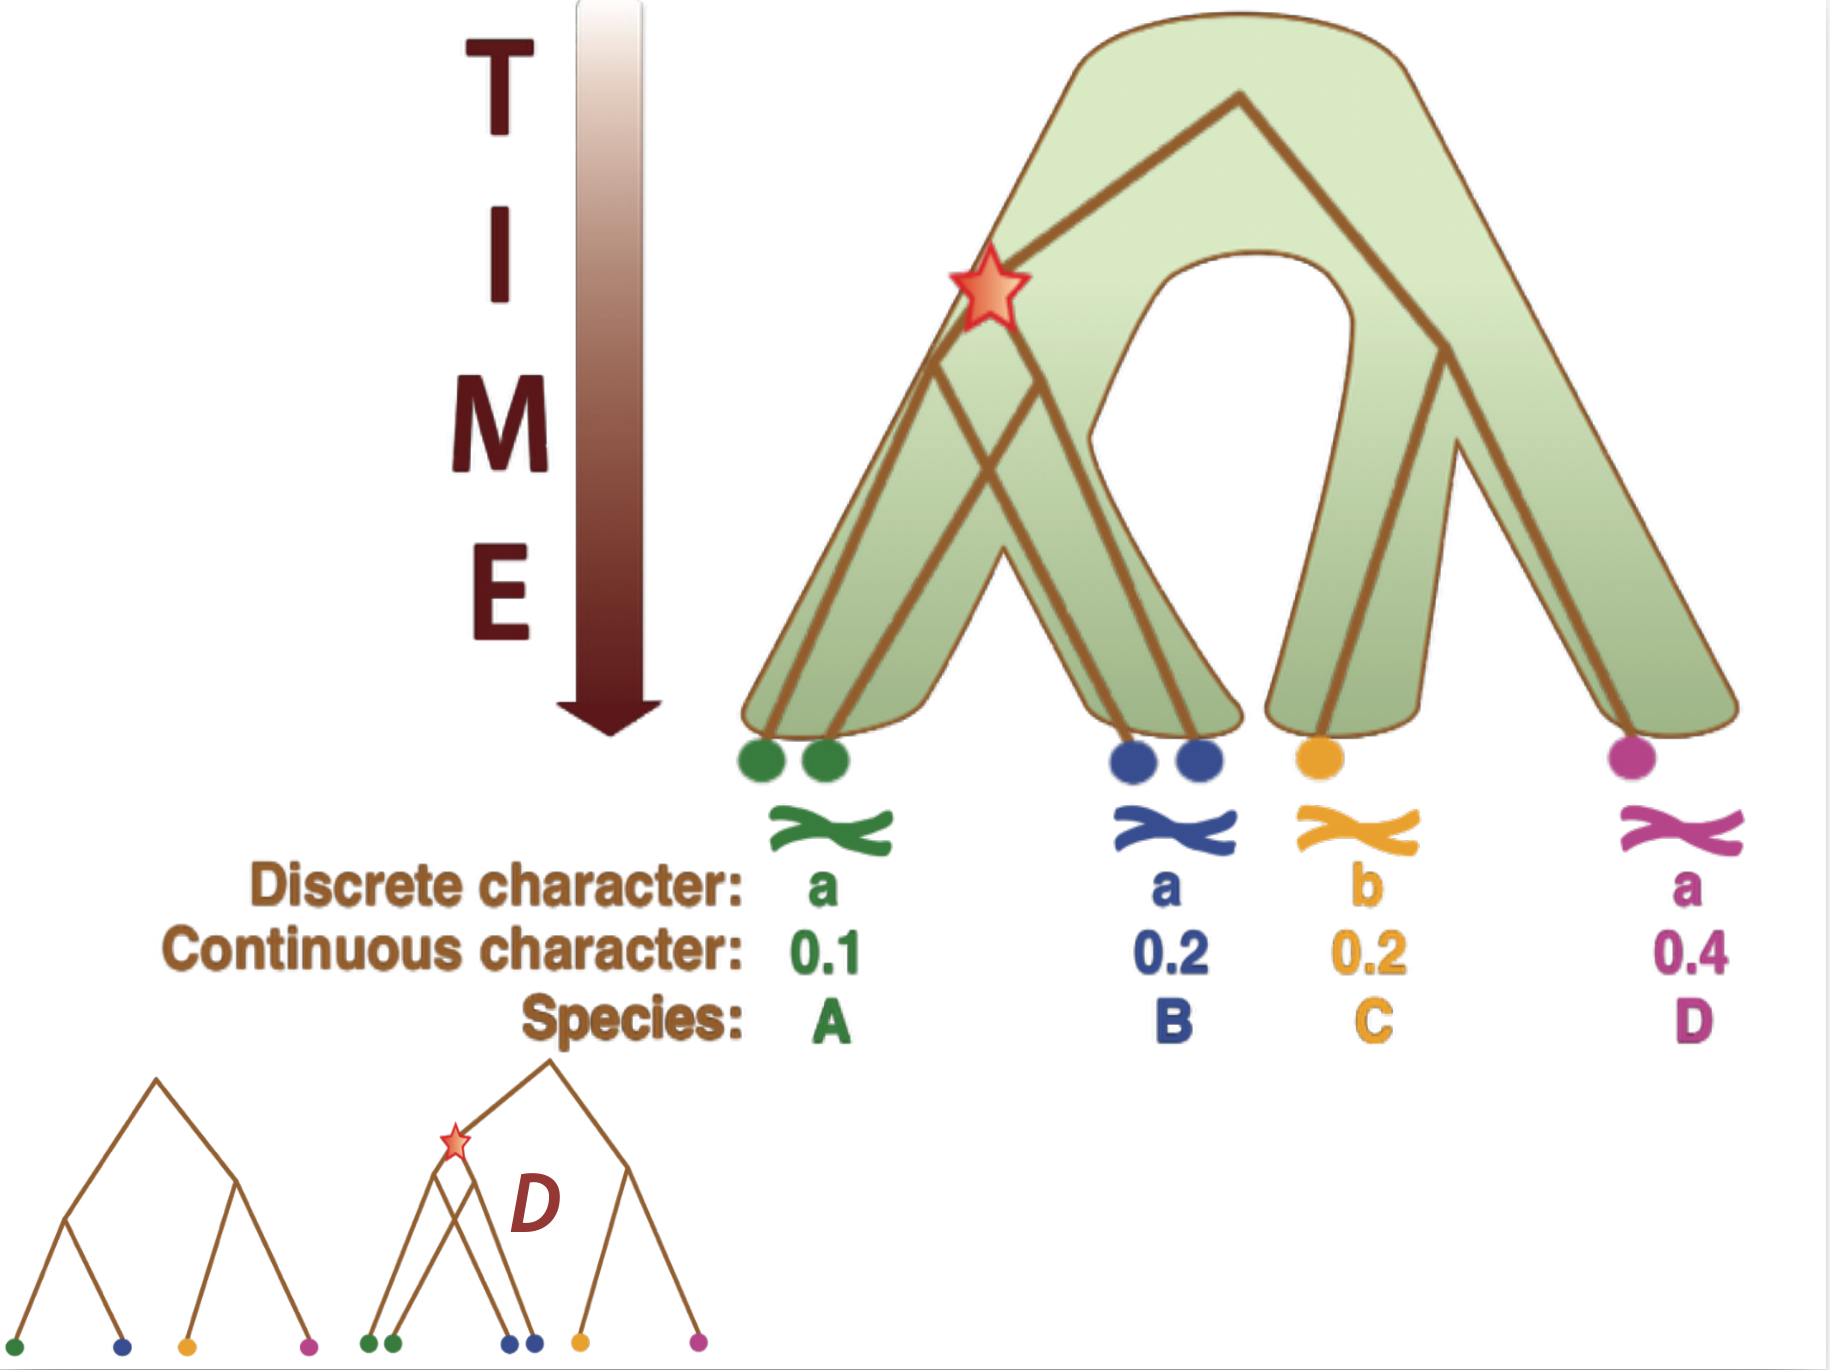 TIME
Discrete character: a a b a
Continuous character: 0.1 0.2 0.2 0.4
Species: A B C D
D